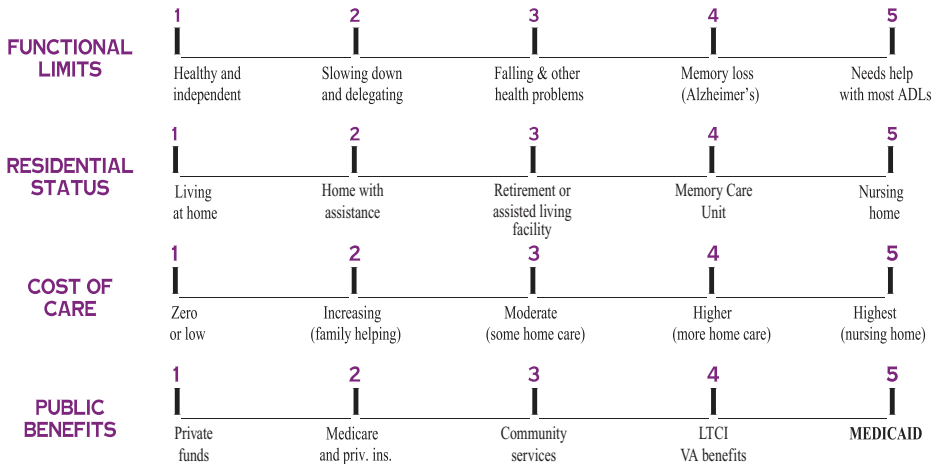 1 2 3 4 5
FUNCTIONAL
LIMITS
Healthy and Slowing down Falling & other Memory loss Needs help
independent and delegating health problems (Alzheimer's) with most ADLs
1 2 3 4 5
RESIDENTIAL
STATUS
Living Home with Retirement or Memory Care Nursing
at home assistance assisted living Unit home
facility
1 2 3 4 5
COST OF
CARE
Zero Increasing Moderate Higher Highest
or low (family helping) (some home care) (more home care) (nursing home)
1 2 3 4 5
PUBLIC
BENEFITS
Private Medicare Community LTCI MEDICAID
funds and priv. ins. services VA benefits